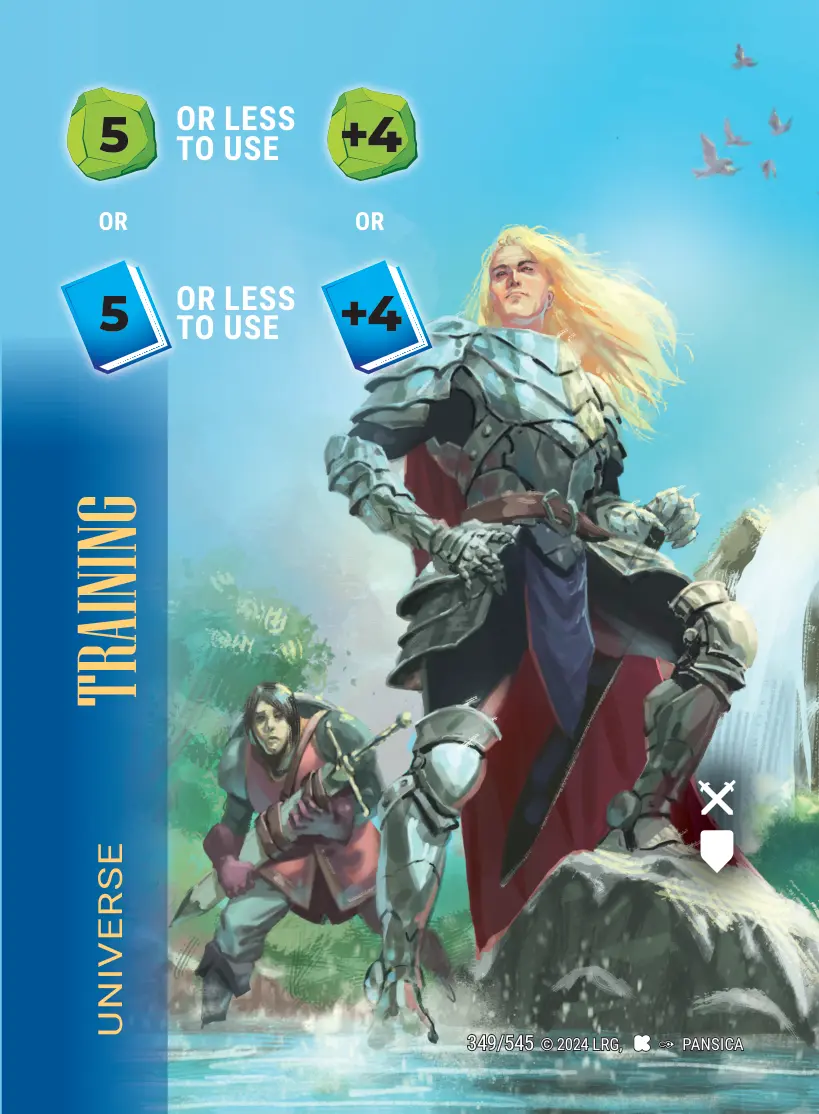 5 OR LESS TO USE +4
OR OR
5 OR LESS TO USE +4
TRAINING
UNIVERSE
349/545 © 2024 LRG, PANSICA